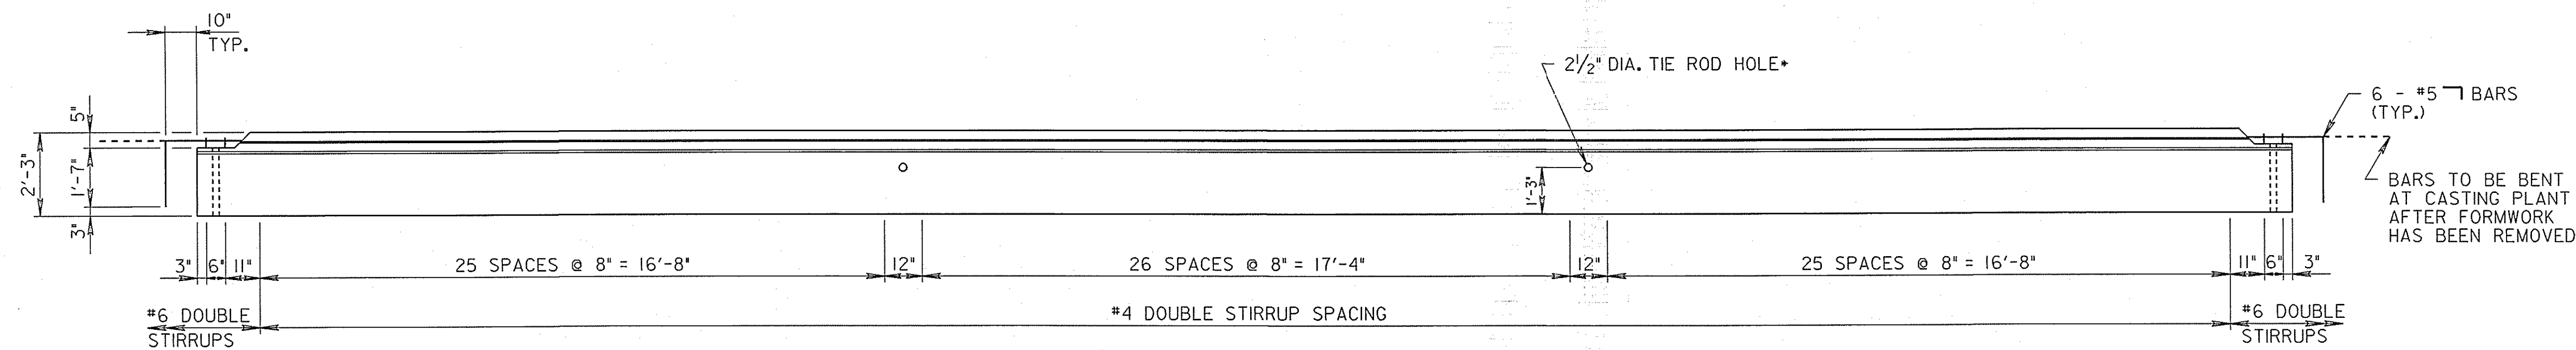 10"
TYP.
2½" DIA. TIE ROD HOLE*
6 - #5 BARS
(TYP.)
5"
2'-3"
1'-7"
3"
1'-3"
BARS TO BE BENT
AT CASTING PLANT
AFTER FORMWORK
HAS BEEN REMOVED
3" 6" 11" 25 SPACES @ 8" = 16'-8" 12" 26 SPACES @ 8" = 17'-4" 12" 25 SPACES @ 8" = 16'-8" 11" 6" 3"
#6 DOUBLE
STIRRUPS
#4 DOUBLE STIRRUP SPACING
#6 DOUBLE
STIRRUPS